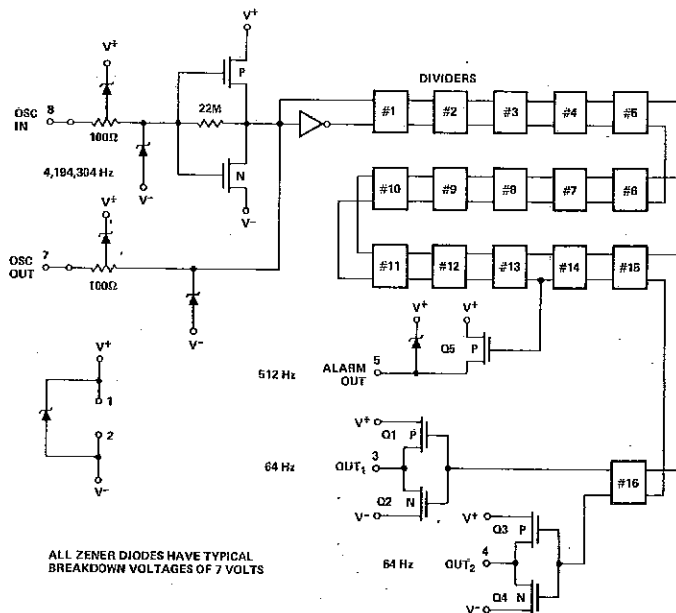 V+
V+
P
DIVIDERS
OSC
IN
8
100Ω
22M
#1
#2
#3
#4
#5
4,194,304 Hz
V−
N
V−
V+
#10
#9
#8
#7
#6
OSC
OUT
7
100Ω
#11
#12
#13
#14
#15
V−
V+
V+
Q5
P
V+
1
2
V−
512 Hz
ALARM
OUT
5
V+
Q1
P
64 Hz
3
OUT1
#16
Q2
N
V−
V+
Q3
P
64 Hz
4
OUT2
Q4
N
V−
ALL ZENER DIODES HAVE TYPICAL
BREAKDOWN VOLTAGES OF 7 VOLTS